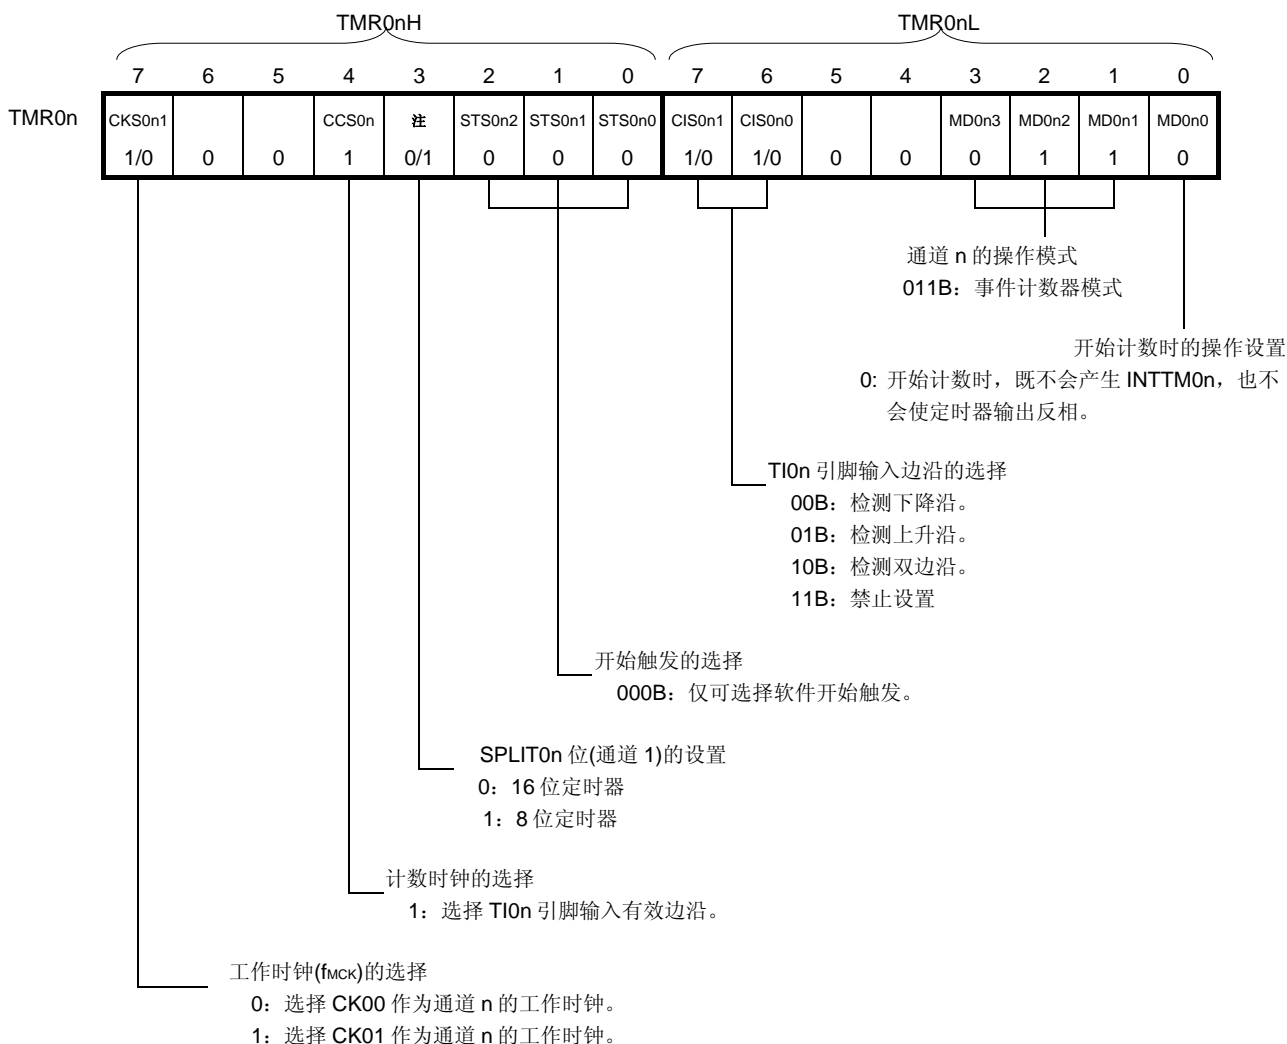 TMR0nH TMR0nL
7 6 5 4 3 2 1 0 7 6 5 4 3 2 1 0
TMR0n CKS0n1 CCS0n 注 STS0n2 STS0n1 STS0n0 CIS0n1 CIS0n0 MD0n3 MD0n2 MD0n1 MD0n0
1/0 0 0 1 0/1 0 0 0 1/0 1/0 0 0 0 1 1 0
通道 n 的操作模式
011B：事件计数器模式
开始计数时的操作设置
0: 开始计数时，既不会产生 INTTM0n，也不
会使定时器输出反相。
TI0n 引脚输入边沿的选择
00B：检测下降沿。
01B：检测上升沿。
10B：检测双边沿。
11B：禁止设置
开始触发的选择
000B：仅可选择软件开始触发。
SPLIT0n 位(通道 1)的设置
0：16 位定时器
1：8 位定时器
计数时钟的选择
1：选择 TI0n 引脚输入有效边沿。
工作时钟(fMCK)的选择
0：选择 CK00 作为通道 n 的工作时钟。
1：选择 CK01 作为通道 n 的工作时钟。